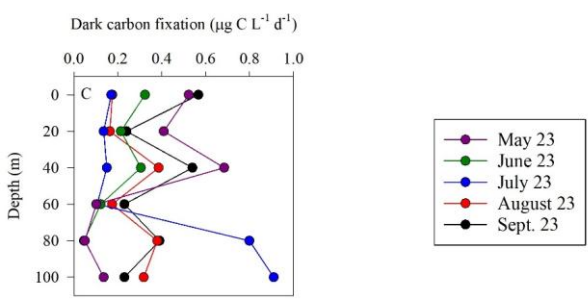 Dark carbon fixation (µg C L⁻¹ d⁻¹)
0.0 0.2 0.4 0.6 0.8 1.0
C
Depth (m)
0
20
40
60
80
100
May 23
June 23
July 23
August 23
Sept. 23